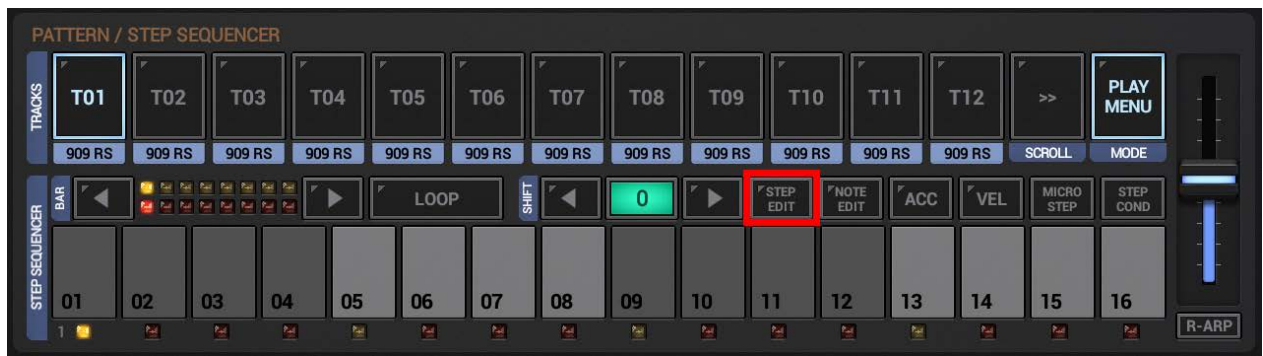 PATTERN / STEP SEQUENCER
TRACKS
T01 T02 T03 T04 T05 T06 T07 T08 T09 T10 T11 T12 >> PLAY MENU
909 RS 909 RS 909 RS 909 RS 909 RS 909 RS 909 RS 909 RS 909 RS 909 RS 909 RS 909 RS SCROLL MODE
STEP SEQUENCER
BAR LOOP SHIFT 0 STEP EDIT NOTE EDIT ACC VEL MICRO STEP STEP COND
01 02 03 04 05 06 07 08 09 10 11 12 13 14 15 16
1 R-ARP